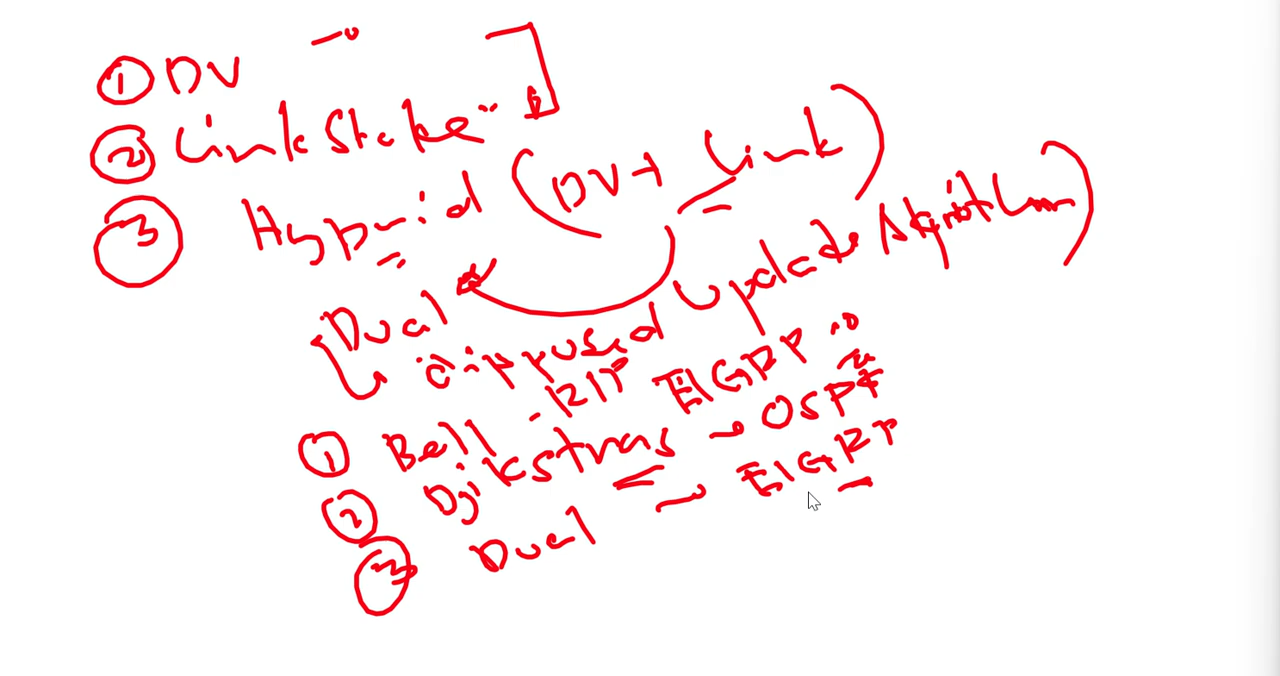 ① DV
② Link State
③ Hybrid (DV + Link)
Dual
diffused Update Algorithm)
EIGRP
① Bell - RIP
② Djikstras → OSPF
③ Dual → EIGRP